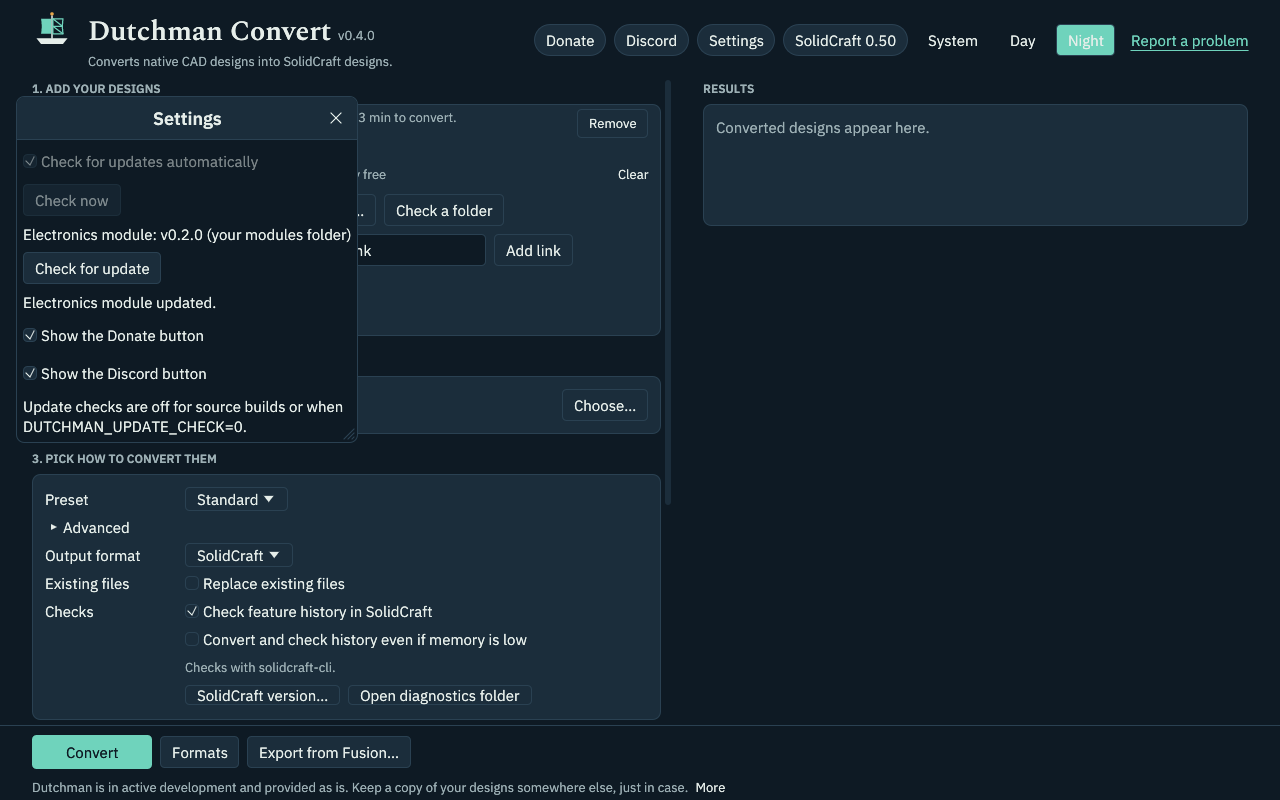 Dutchman Convert v0.4.0
Converts native CAD designs into SolidCraft designs.
Donate
Discord
Settings
SolidCraft 0.50
System
Day
Night
Report a problem
1. ADD YOUR DESIGNS
3 min to convert.
Remove
free
Clear
Check a folder
Add link
Settings
Check for updates automatically
Check now
Electronics module: v0.2.0 (your modules folder)
Check for update
Electronics module updated.
Show the Donate button
Show the Discord button
Update checks are off for source builds or when
DUTCHMAN_UPDATE_CHECK=0.
Choose...
3. PICK HOW TO CONVERT THEM
Preset
Standard
Advanced
Output format
SolidCraft
Existing files
Replace existing files
Checks
Check feature history in SolidCraft
Convert and check history even if memory is low
Checks with solidcraft-cli.
SolidCraft version...
Open diagnostics folder
RESULTS
Converted designs appear here.
Convert
Formats
Export from Fusion...
Dutchman is in active development and provided as is. Keep a copy of your designs somewhere else, just in case. More